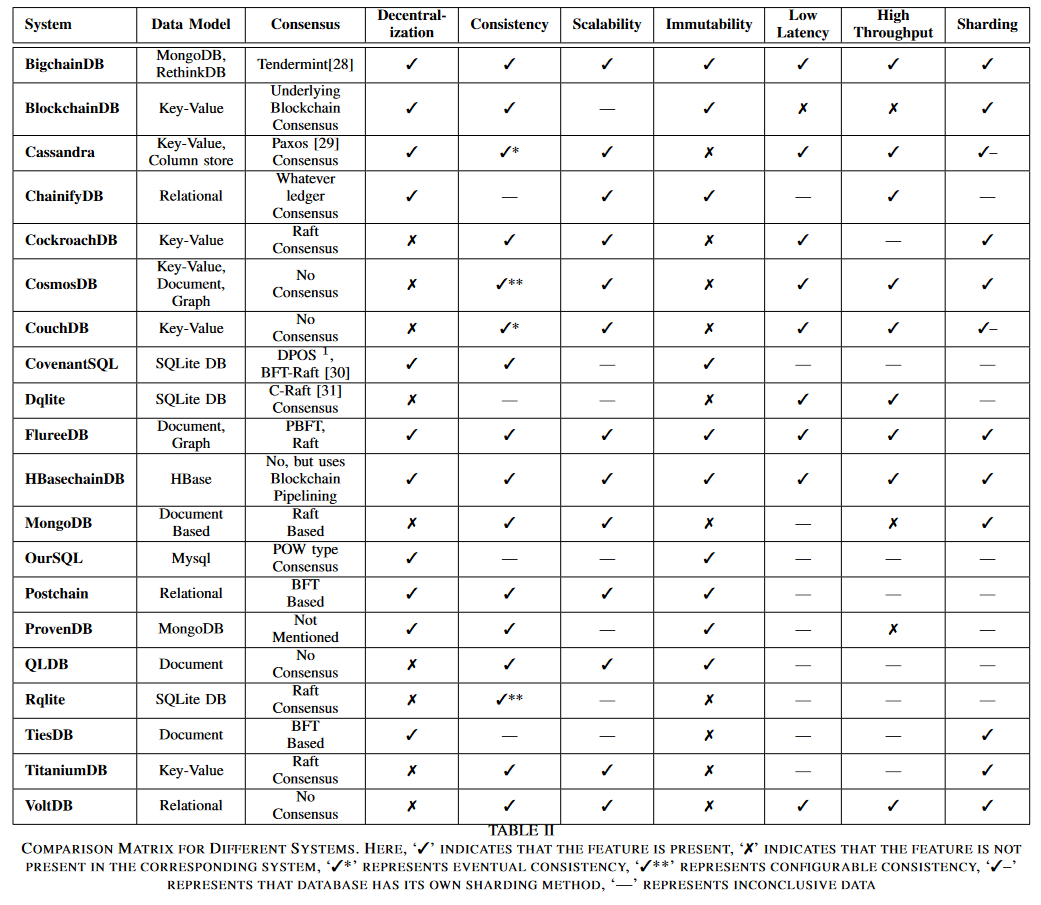 System Data Model Consensus Decentral-ization Consistency Scalability Immutability Low Latency High Throughput Sharding
BigchainDB MongoDB, RethinkDB Tendermint[28] ✓ ✓ ✓ ✓ ✓ ✓ ✓
BlockchainDB Key-Value Underlying Blockchain Consensus ✓ ✓ — ✓ ✗ ✗ ✓
Cassandra Key-Value, Column store Paxos [29] Consensus ✓ ✓* ✓ ✗ ✓ ✓ ✓–
ChainifyDB Relational Whatever ledger Consensus ✓ — ✓ ✓ — ✓ —
CockroachDB Key-Value Raft Consensus ✗ ✓ ✓ ✗ ✓ — ✓
CosmosDB Key-Value, Document, Graph No Consensus ✗ ✓** ✓ ✗ ✓ ✓ ✓
CouchDB Key-Value No Consensus ✗ ✓* ✓ ✗ ✓ ✓ ✓–
CovenantSQL SQLite DB DPOS 1, BFT-Raft [30] ✓ ✓ — ✓ — — —
Dqlite SQLite DB C-Raft [31] Consensus ✗ — — ✗ ✓ ✓ —
FlureeDB Document, Graph PBFT, Raft ✓ ✓ ✓ ✓ ✓ ✓ ✓
HBasechainDB HBase No, but uses Blockchain Pipelining ✓ ✓ ✓ ✓ ✓ ✓ ✓
MongoDB Document Based Raft Based ✗ ✓ ✓ ✗ — ✗ ✓
OurSQL Mysql POW type Consensus ✓ — — ✓ — — —
Postchain Relational BFT Based ✓ ✓ ✓ ✓ — — —
ProvenDB MongoDB Not Mentioned ✓ ✓ — ✓ — ✗ —
QLDB Document No Consensus ✗ ✓ ✓ ✓ — — —
Rqlite SQLite DB Raft Consensus ✗ ✓** — ✗ — — —
TiesDB Document BFT Based ✓ — — ✗ — — ✓
TitaniumDB Key-Value Raft Consensus ✗ ✓ ✓ ✗ — — ✓
VoltDB Relational No Consensus ✗ ✓ ✓ ✗ ✓ ✓ ✓
TABLE II
COMPARISON MATRIX FOR DIFFERENT SYSTEMS. HERE, ‘✓’ INDICATES THAT THE FEATURE IS PRESENT, ‘✗’ INDICATES THAT THE FEATURE IS NOT
PRESENT IN THE CORRESPONDING SYSTEM, ‘✓*’ REPRESENTS EVENTUAL CONSISTENCY, ‘✓**’ REPRESENTS CONFIGURABLE CONSISTENCY, ‘✓–’
REPRESENTS THAT DATABASE HAS ITS OWN SHARDING METHOD, ‘—’ REPRESENTS INCONCLUSIVE DATA